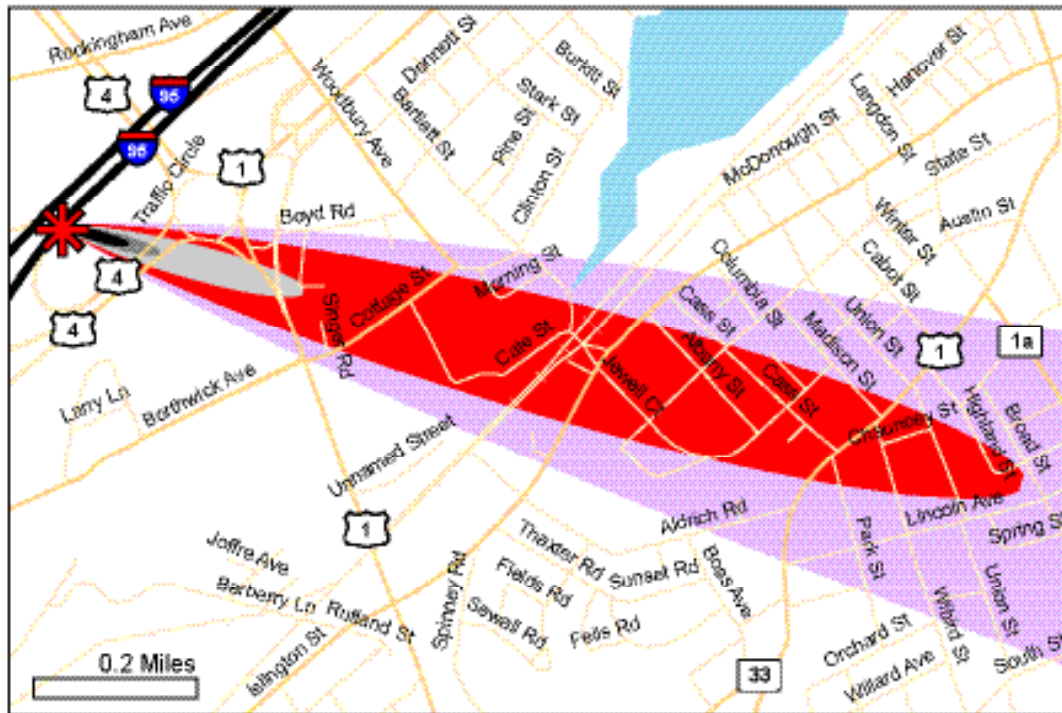 Rockingham Ave
4
95
95
Traffic Circle
1
Woodbury Ave
Dennett St
Bartlett St
Burkitt St
Stark St
Pine St
Clinton St
McDonough St
Langdon St
Hanover St
State St
Winter St
Austin St
Cabot St
Boyd Rd
4
4
Morning St
Cottage St
Singer Rd
Cate St
Columbia St
Cass St
Albany St
Cass St
Madison St
Union St
1
1a
Jewell Ct
Chauncey St
Highland St
Broad St
Larry Ln
Borthwick Ave
Unnamed Street
1
Aldrich Rd
Lincoln Ave
Spring St
Joffre Ave
Barberry Ln
Rutland St
Islington St
Spinney Rd
Thaxter Rd
Fields Rd
Sunset Rd
Sewall Rd
Fells Rd
Boss Ave
Park St
Wibird St
Union St
South St
Orchard St
Willard Ave
33
0.2 Miles